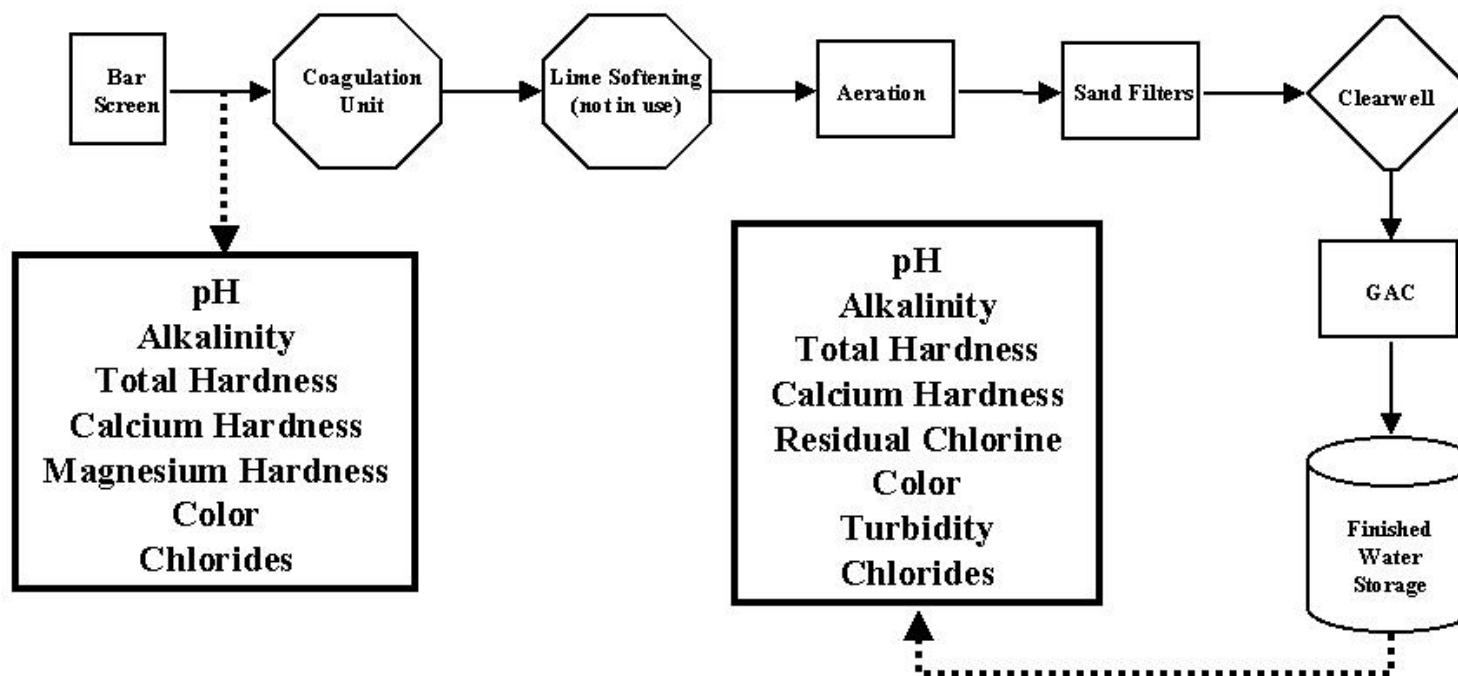 Bar
Screen
Coagulation
Unit
Lime Softening
(not in use)
Aeration
Sand Filters
Clearwell
GAC
Finished
Water
Storage
pH
Alkalinity
Total Hardness
Calcium Hardness
Magnesium Hardness
Color
Chlorides
pH
Alkalinity
Total Hardness
Calcium Hardness
Residual Chlorine
Color
Turbidity
Chlorides